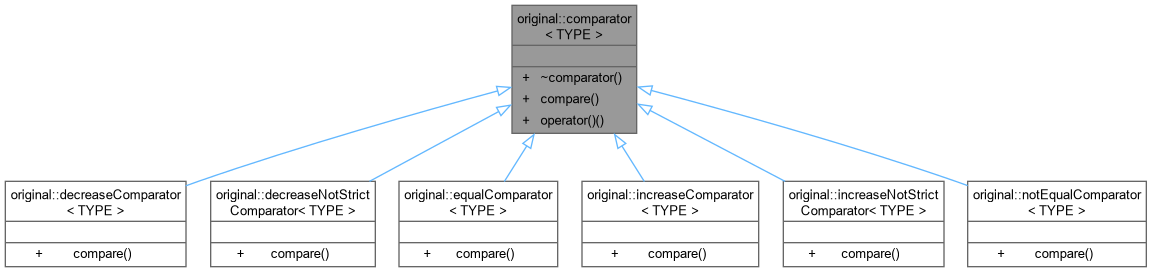 original::comparator
< TYPE >
+ ~comparator()
+ compare()
+ operator()()
original::decreaseComparator
< TYPE >
+ compare()
original::decreaseNotStrict
Comparator< TYPE >
+ compare()
original::equalComparator
< TYPE >
+ compare()
original::increaseComparator
< TYPE >
+ compare()
original::increaseNotStrict
Comparator< TYPE >
+ compare()
original::notEqualComparator
< TYPE >
+ compare()